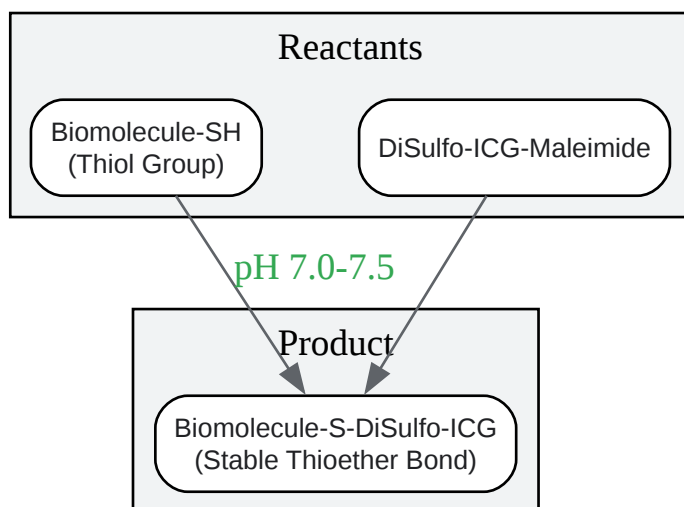 Reactants
Biomolecule-SH
(Thiol Group)
DiSulfo-ICG-Maleimide
pH 7.0-7.5
Product
Biomolecule-S-DiSulfo-ICG
(Stable Thioether Bond)